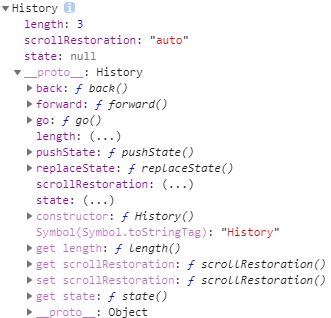 History i
length: 3
scrollRestoration: "auto"
state: null
__proto__: History
back: ƒ back()
forward: ƒ forward()
go: ƒ go()
length: (...)
pushState: ƒ pushState()
replaceState: ƒ replaceState()
scrollRestoration: (...)
state: (...)
constructor: ƒ History()
Symbol(Symbol.toStringTag): "History"
get length: ƒ length()
get scrollRestoration: ƒ scrollRestoration()
set scrollRestoration: ƒ scrollRestoration()
get state: ƒ state()
__proto__: Object